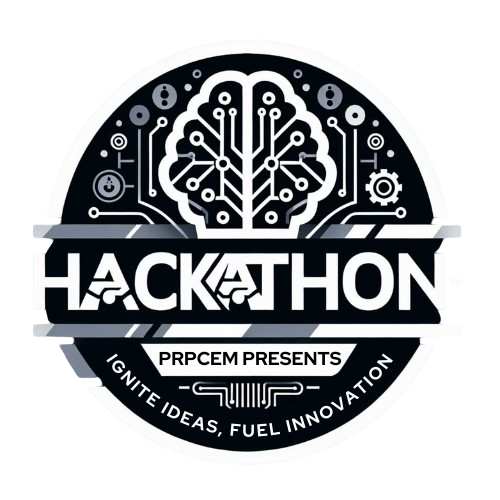 HACKATHON
PRPCEM PRESENTS
IGNITE IDEAS, FUEL INNOVATION